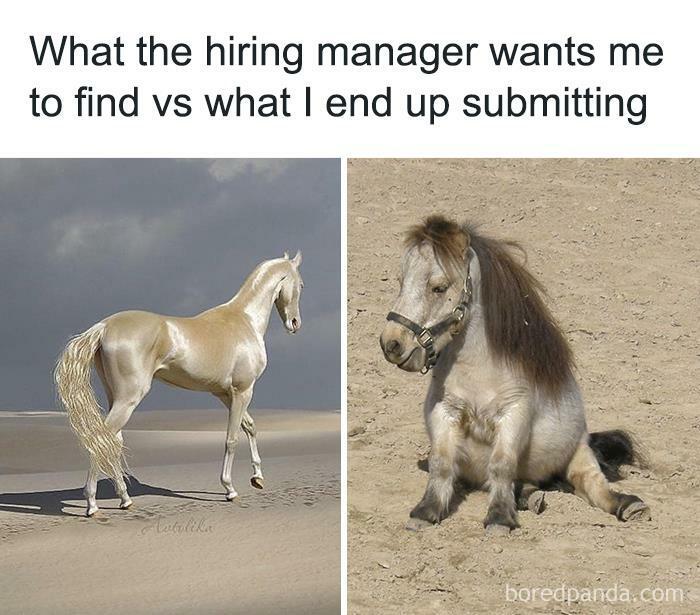 What the hiring manager wants me
to find vs what I end up submitting
boredpanda.com